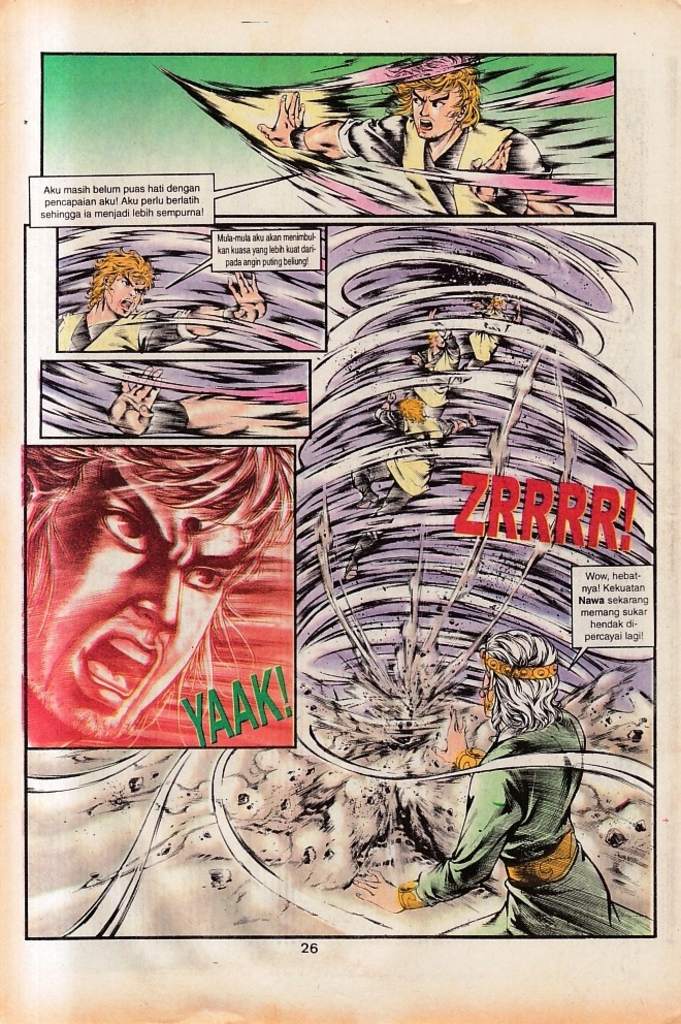 Aku masih belum puas hati dengan
pencapaian aku! Aku perlu berlatih
sehingga ia menjadi lebih sempurna!
Mula-mula aku akan menimbul-
kan kuasa yang lebih kuat dari-
pada angin puting beliung!
ZRRRR!
Wow, hebat-
nya! Kekuatan
Nawa sekarang
memang sukar
hendak di-
percayai lagi!
YAAK!
26